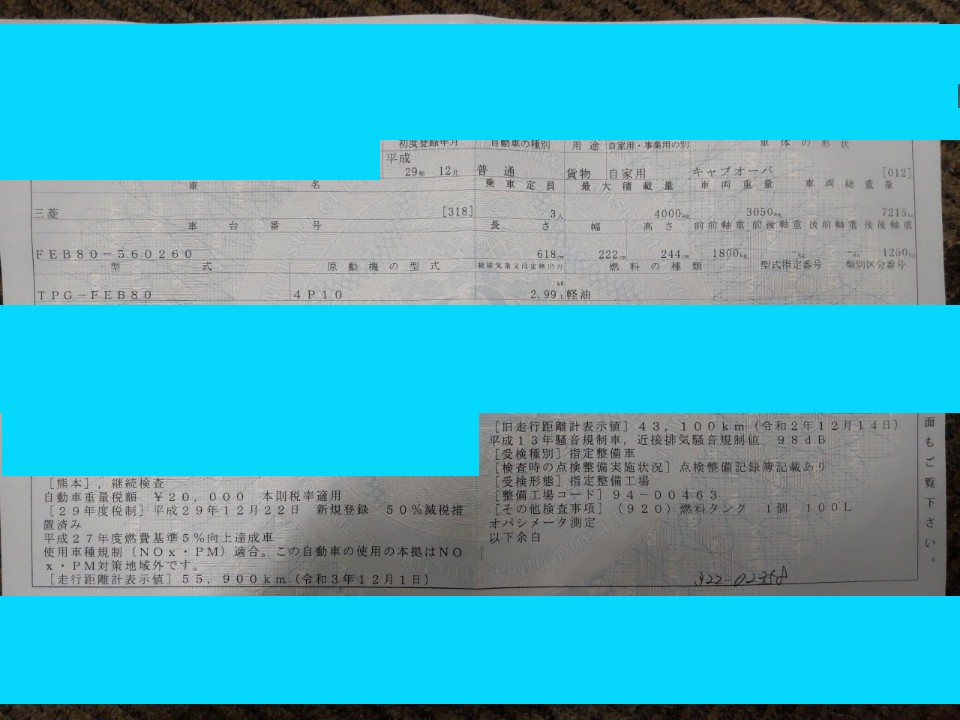 初度登録年月 自動車の種別 用途 自家用・事業用の別 車体の形状
平成
29年 12月 普通 貨物 自家用 キャブオーバ [012]
車名 乗車定員 最大積載量 車両重量 車両総重量
三菱 [318] 3人 4000kg 3050kg 7215kg
車台番号 長さ 幅 高さ 前前軸重 前後軸重 後前軸重 後後軸重
FEB80-560260 618cm 222cm 244cm 1800kg -kg -kg 1250kg
型式 原動機の型式 総排気量又は定格出力 燃料の種類 型式指定番号 類別区分番号
kW
TPG-FEB80 4P10 2.99L 軽油
[熊本],継続検査
自動車重量税額 ¥20,000 本則税率適用
[29年度税制]平成29年12月22日 新規登録 50%減税措
置済み
平成27年度燃費基準5%向上達成車
使用車種規制(NOx・PM)適合。この自動車の使用の本拠はNO
x・PM対策地域外です。
[走行距離計表示値]55,900km(令和3年12月1日)
[旧走行距離計表示値]43,100km(令和2年12月14日)
平成13年騒音規制車,近接排気騒音規制値 98dB
[受検種別]指定整備車
[検査時の点検整備実施状況]点検整備記録簿記載あり
[受検形態]指定整備工場
[整備工場コード]94-00463
[その他検査事項](920)燃料タンク 1個 100L
オパシメータ測定
以下余白
面もご覧下さい。